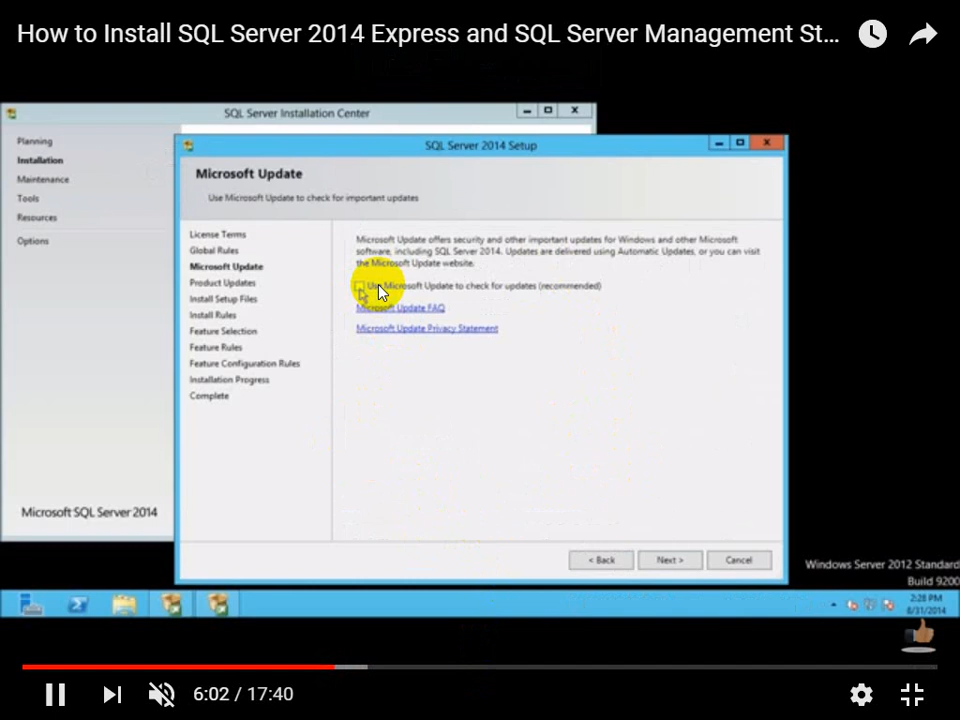 How to Install SQL Server 2014 Express and SQL Server Management St...
SQL Server Installation Center
Planning
Installation
Maintenance
Tools
Resources
Options
Microsoft SQL Server 2014
SQL Server 2014 Setup
Microsoft Update
Use Microsoft Update to check for important updates
License Terms
Global Rules
Microsoft Update
Product Updates
Install Setup Files
Install Rules
Feature Selection
Feature Rules
Feature Configuration Rules
Installation Progress
Complete
Microsoft Update offers security and other important updates for Windows and other Microsoft
software, including SQL Server 2014. Updates are delivered using Automatic Updates, or you can visit
the Microsoft Update website.
Use Microsoft Update to check for updates (recommended)
Microsoft Update FAQ
Microsoft Update Privacy Statement
< Back
Next >
Cancel
Windows Server 2012 Standard
Build 9200
2:28 PM
8/31/2014
6:02 / 17:40